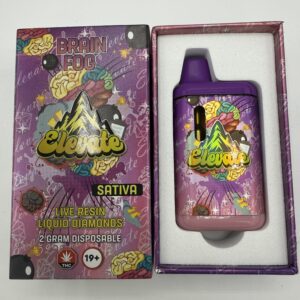 BRAIN
FOG
Elevate
SATIVA
LIVE RESIN
LIQUID DIAMONDS
2 GRAM DISPOSABLE
THC
19+
Elevate